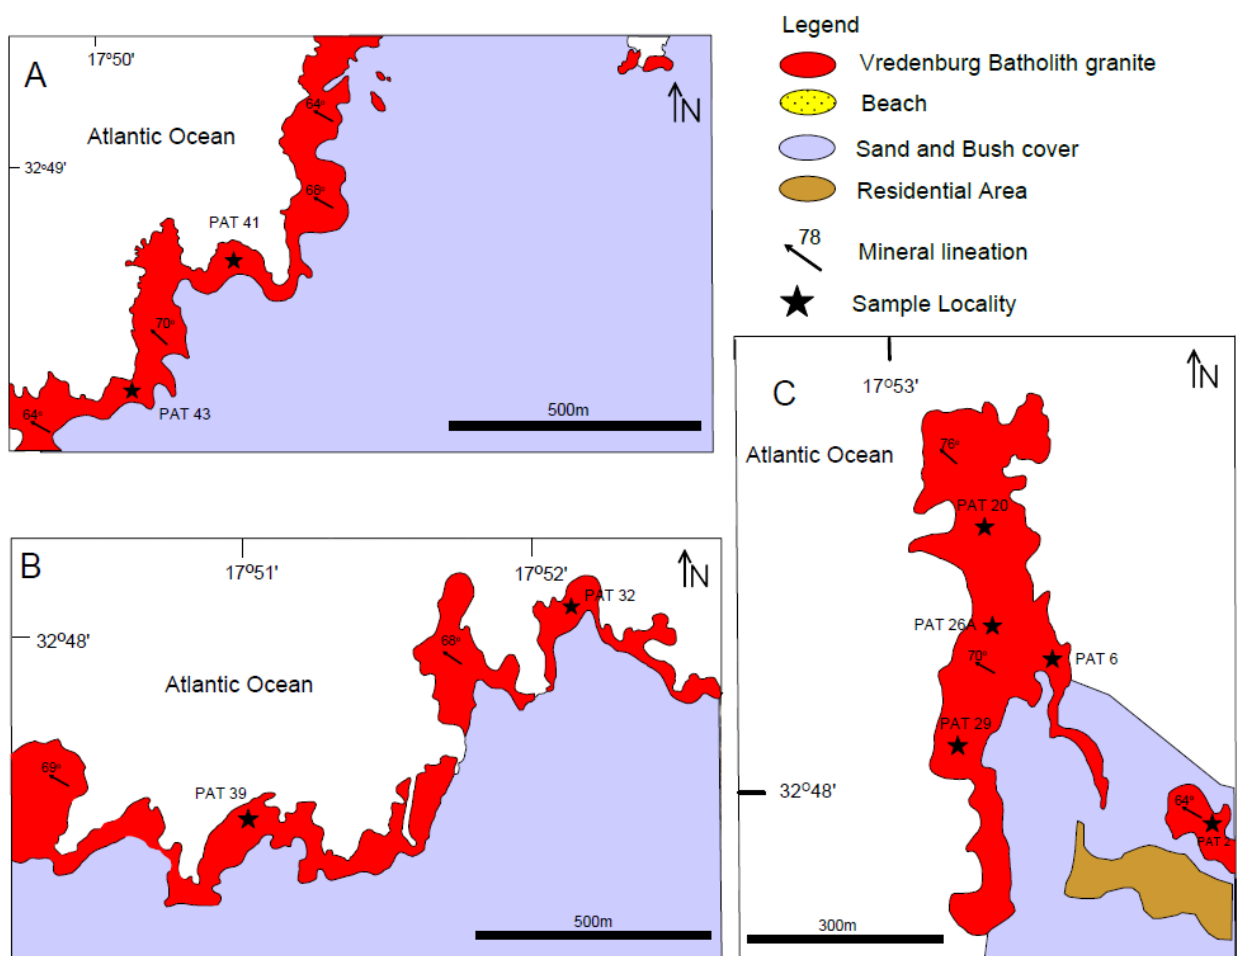 Legend
Vredenburg Batholith granite
Beach
Sand and Bush cover
Residential Area
78
Mineral lineation
Sample Locality
A
17°50'
Atlantic Ocean
N
32°49'
64°
68°
PAT 41
70°
PAT 43
64°
500m
B
17°51'
17°52'
N
32°48'
PAT 32
68°
Atlantic Ocean
69°
PAT 39
500m
C
17°53'
N
Atlantic Ocean
76°
PAT 20
PAT 26A
70°
PAT 6
PAT 29
32°48'
64°
PAT 2
300m